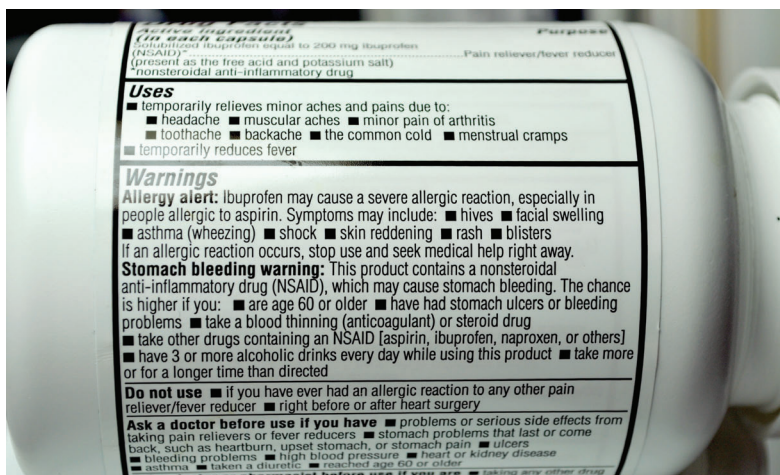 Drug Facts
Active ingredient Purpose
(in each capsule)
Solubilized ibuprofen equal to 200 mg ibuprofen
(NSAID)*..........Pain reliever/fever reducer
(present as the free acid and potassium salt)
*nonsteroidal anti-inflammatory drug
Uses
■ temporarily relieves minor aches and pains due to:
■ headache ■ muscular aches ■ minor pain of arthritis
■ toothache ■ backache ■ the common cold ■ menstrual cramps
■ temporarily reduces fever
Warnings
Allergy alert: Ibuprofen may cause a severe allergic reaction, especially in
people allergic to aspirin. Symptoms may include: ■ hives ■ facial swelling
■ asthma (wheezing) ■ shock ■ skin reddening ■ rash ■ blisters
If an allergic reaction occurs, stop use and seek medical help right away.
Stomach bleeding warning: This product contains a nonsteroidal
anti-inflammatory drug (NSAID), which may cause stomach bleeding. The chance
is higher if you: ■ are age 60 or older ■ have had stomach ulcers or bleeding
problems ■ take a blood thinning (anticoagulant) or steroid drug
■ take other drugs containing an NSAID [aspirin, ibuprofen, naproxen, or others]
■ have 3 or more alcoholic drinks every day while using this product ■ take more
or for a longer time than directed
Do not use ■ if you have ever had an allergic reaction to any other pain
reliever/fever reducer ■ right before or after heart surgery
Ask a doctor before use if you have ■ problems or serious side effects from
taking pain relievers or fever reducers ■ stomach problems that last or come
back, such as heartburn, upset stomach, or stomach pain ■ ulcers
■ bleeding problems ■ high blood pressure ■ heart or kidney disease
■ asthma ■ taken a diuretic ■ reached age 60 or older
before use if you are ■ taking any other drug